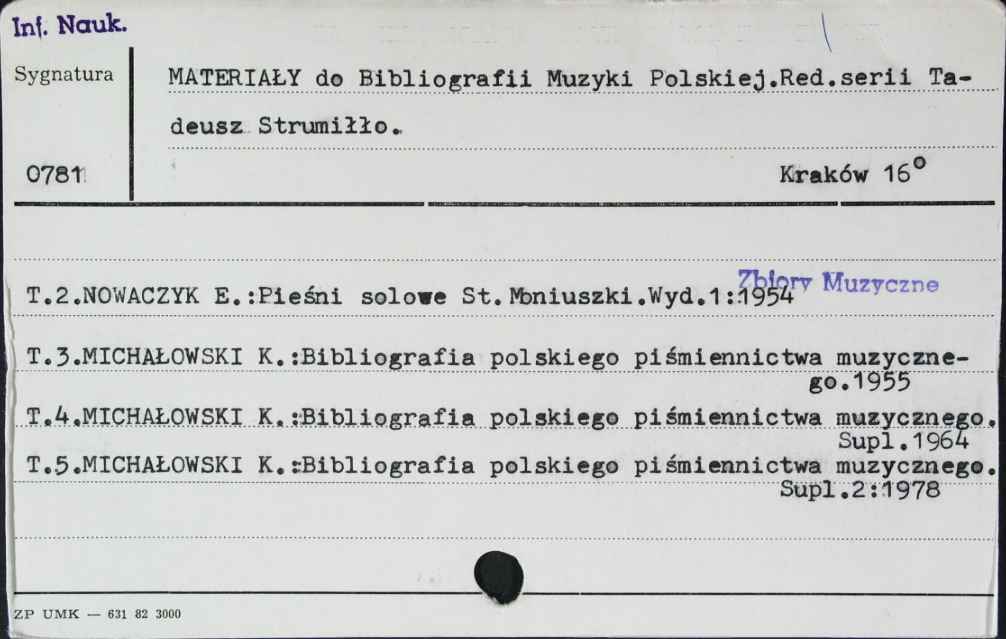 Inf. Nauk.
Sygnatura
MATERIAŁY do Bibliografii Muzyki Polskiej.Red.serii Ta-
deusz Strumiłło.
0781
Kraków 16°
Zbiory Muzyczne
T.2.NOWACZYK E.:Pieśni solowe St.Moniuszki.Wyd.1:1954
T.3.MICHAŁOWSKI K.:Bibliografia polskiego piśmiennictwa muzyczne-
go.1955
T.4.MICHAŁOWSKI K.:Bibliografia polskiego piśmiennictwa muzycznego.
Supl.1964
T.5.MICHAŁOWSKI K.:Bibliografia polskiego piśmiennictwa muzycznego.
Supl.2:1978
ZP UMK — 631 82 3000